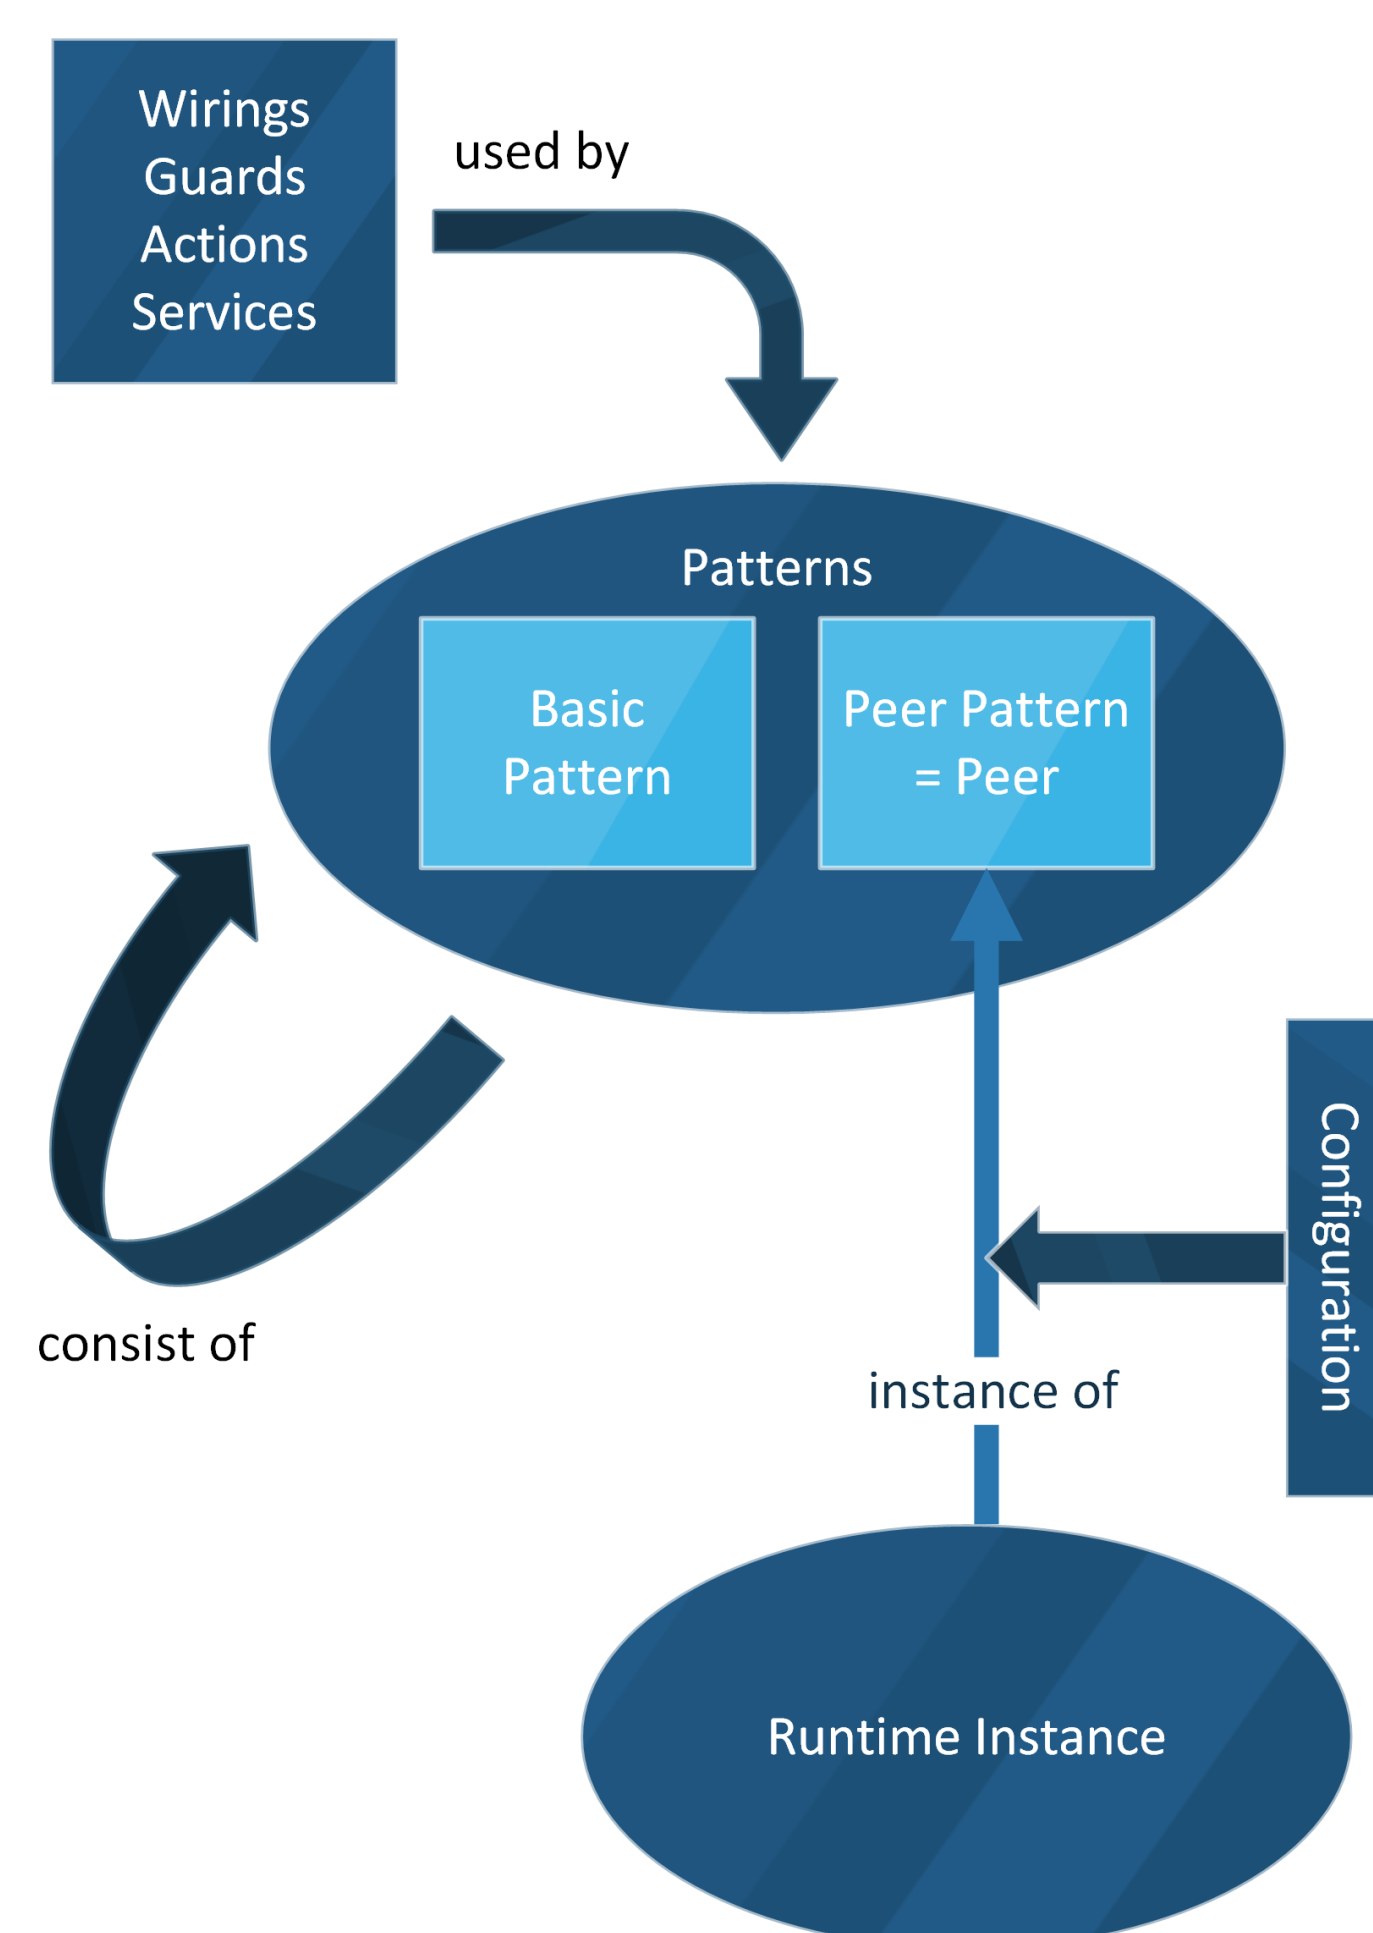 Wirings
Guards
Actions
Services
used by
Patterns
Basic
Pattern
Peer Pattern
= Peer
Configuration
consist of
instance of
Runtime Instance